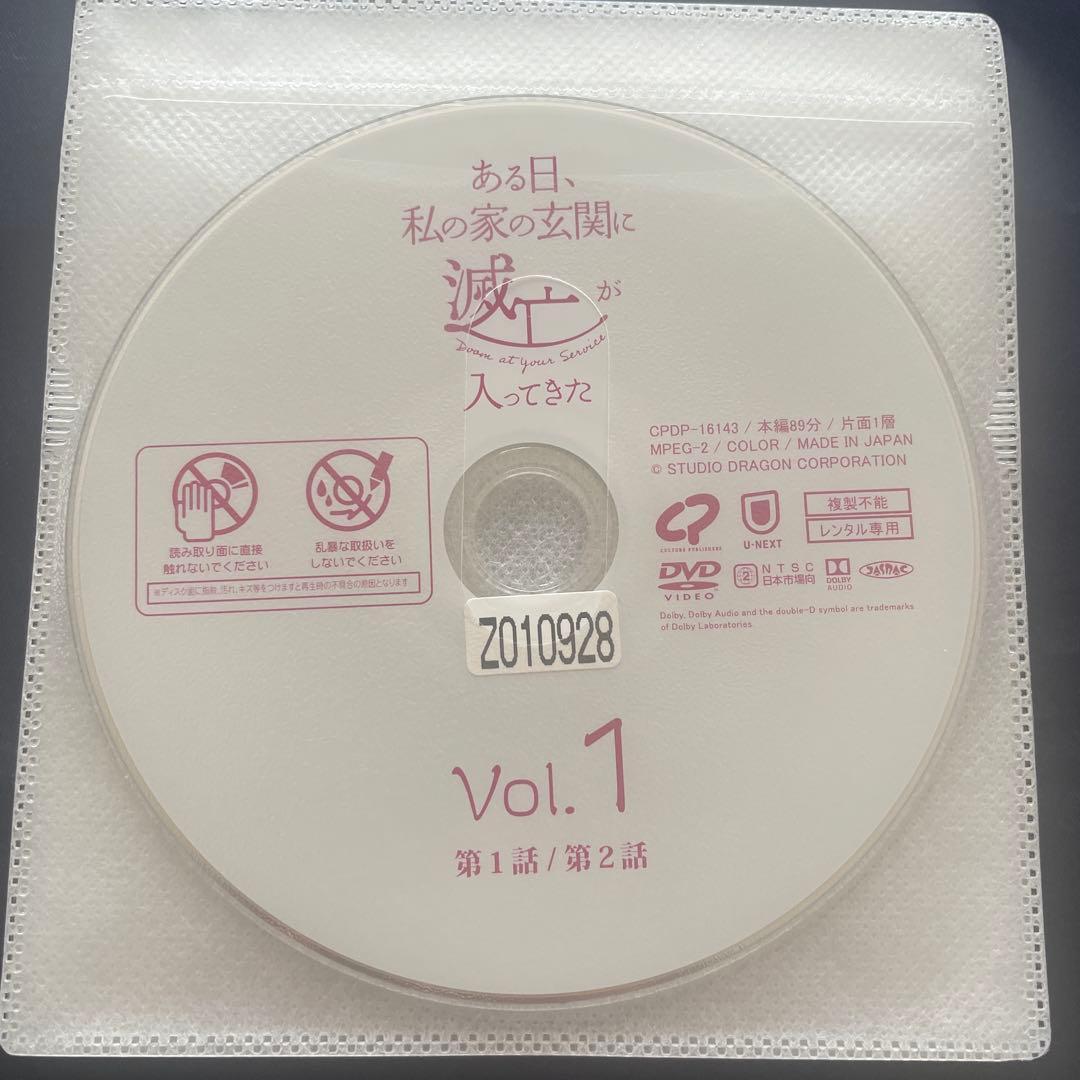 ある日、
私の家の玄関に
滅亡が
Doom at Your Service
入ってきた
CPDP-16143 / 本編89分 / 片面1層
MPEG-2 / COLOR / MADE IN JAPAN
© STUDIO DRAGON CORPORATION
CP
CULTURE PUBLISHERS
U-NEXT
複製不能
レンタル専用
DVD
VIDEO
2
NTSC
日本市場向
DOLBY
AUDIO
JASRAC
Dolby, Dolby Audio and the double-D symbol are trademarks
of Dolby Laboratories.
読み取り面に直接
触れないでください
乱暴な取扱いを
しないでください
※ディスク面に指紋、汚れ、キズ等をつけますと再生時の不具合の原因となります
Z010928
Vol.1
第1話/第2話